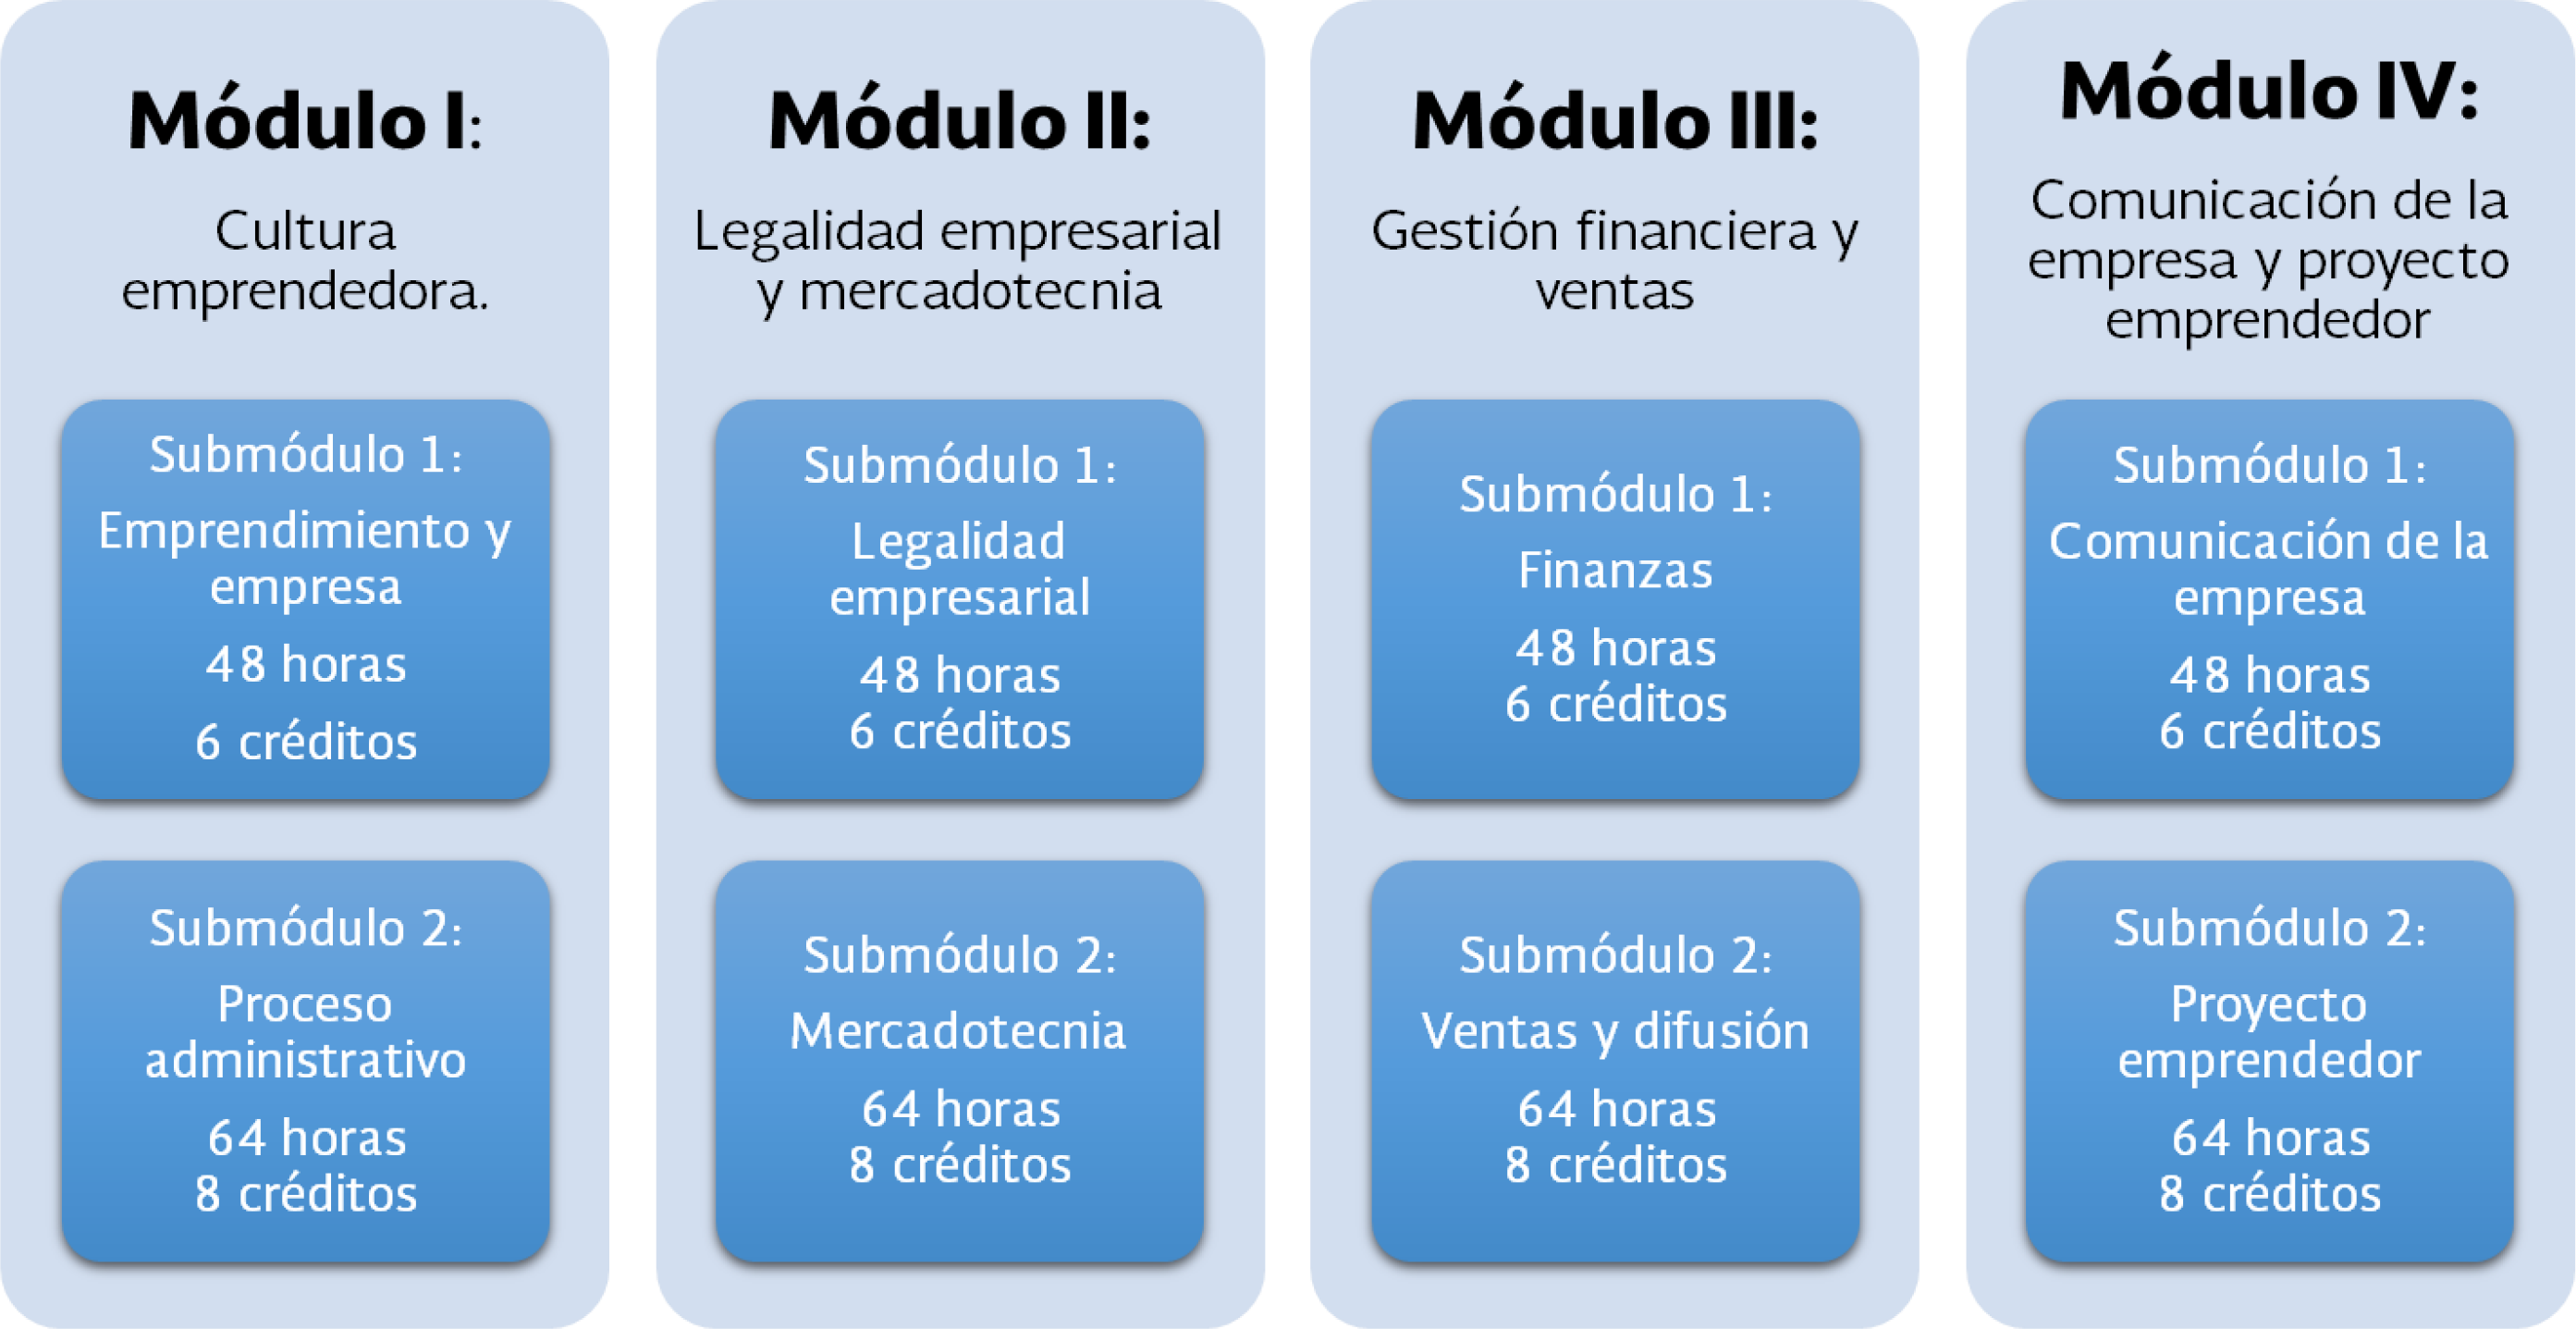 Módulo I:
Cultura
emprendedora.
Submódulo 1:
Emprendimiento y
empresa
48 horas
6 créditos
Submódulo 2:
Proceso
administrativo
64 horas
8 créditos
Módulo II:
Legalidad empresarial
y mercadotecnia
Submódulo 1:
Legalidad
empresarial
48 horas
6 créditos
Submódulo 2:
Mercadotecnia
64 horas
8 créditos
Módulo III:
Gestión financiera y
ventas
Submódulo 1:
Finanzas
48 horas
6 créditos
Submódulo 2:
Ventas y difusión
64 horas
8 créditos
Módulo IV:
Comunicación de la
empresa y proyecto
emprendedor
Submódulo 1:
Comunicación de la
empresa
48 horas
6 créditos
Submódulo 2:
Proyecto
emprendedor
64 horas
8 créditos